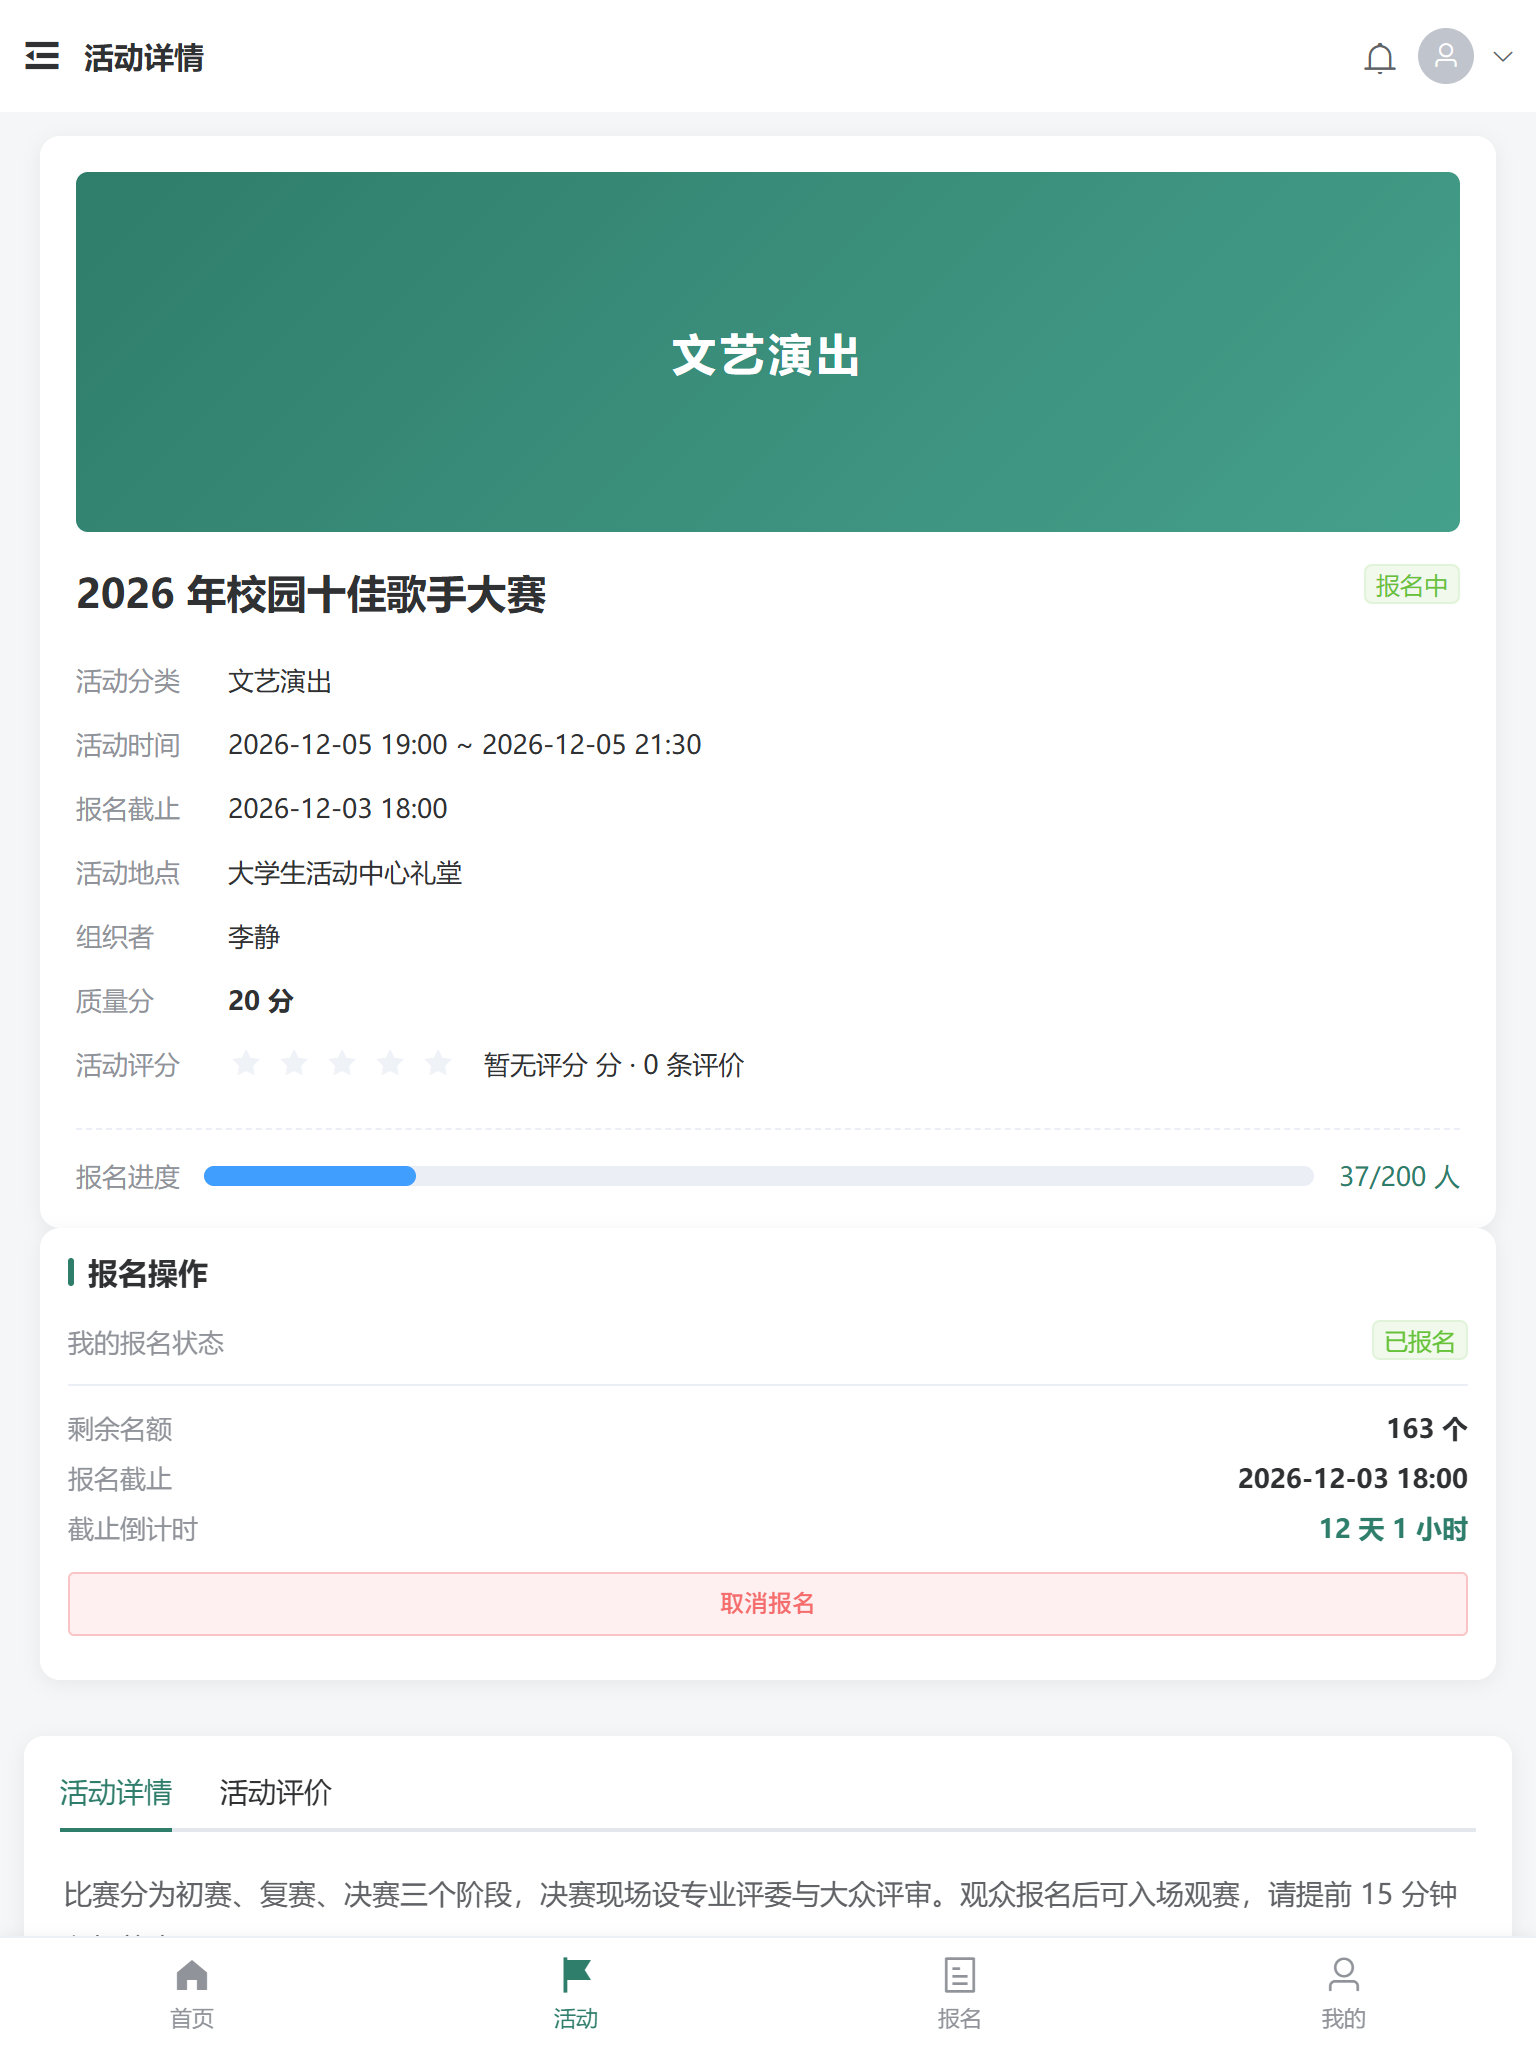 活动详情
文艺演出
2026 年校园十佳歌手大赛
报名中
活动分类 文艺演出
活动时间 2026-12-05 19:00 ~ 2026-12-05 21:30
报名截止 2026-12-03 18:00
活动地点 大学生活动中心礼堂
组织者 李静
质量分 20 分
活动评分 暂无评分 分 · 0 条评价
报名进度 37/200 人
报名操作
我的报名状态 已报名
剩余名额 163 个
报名截止 2026-12-03 18:00
截止倒计时 12 天 1 小时
取消报名
活动详情 活动评价
比赛分为初赛、复赛、决赛三个阶段，决赛现场设专业评委与大众评审。观众报名后可入场观赛，请提前 15 分钟
首页 活动 报名 我的